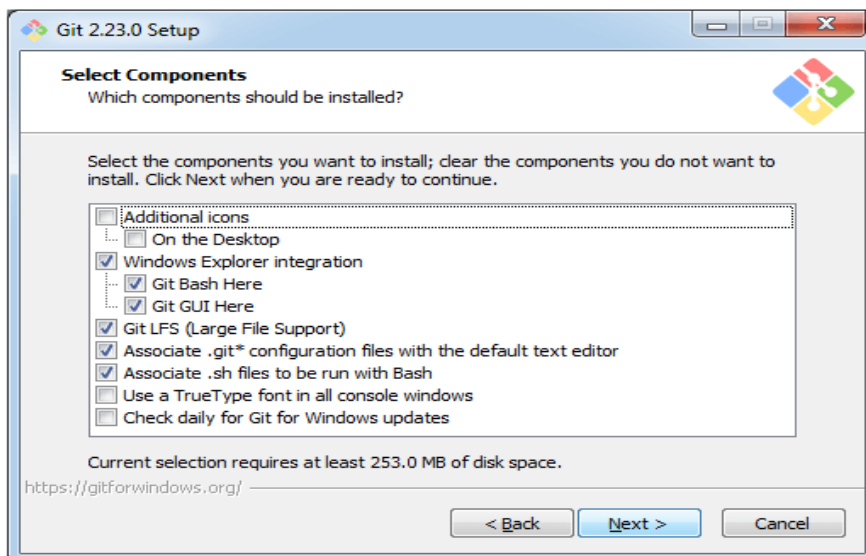 Git 2.23.0 Setup
Select Components
Which components should be installed?
Select the components you want to install; clear the components you do not want to
install. Click Next when you are ready to continue.
Additional icons
On the Desktop
Windows Explorer integration
Git Bash Here
Git GUI Here
Git LFS (Large File Support)
Associate .git* configuration files with the default text editor
Associate .sh files to be run with Bash
Use a TrueType font in all console windows
Check daily for Git for Windows updates
Current selection requires at least 253.0 MB of disk space.
https://gitforwindows.org/
< Back
Next >
Cancel